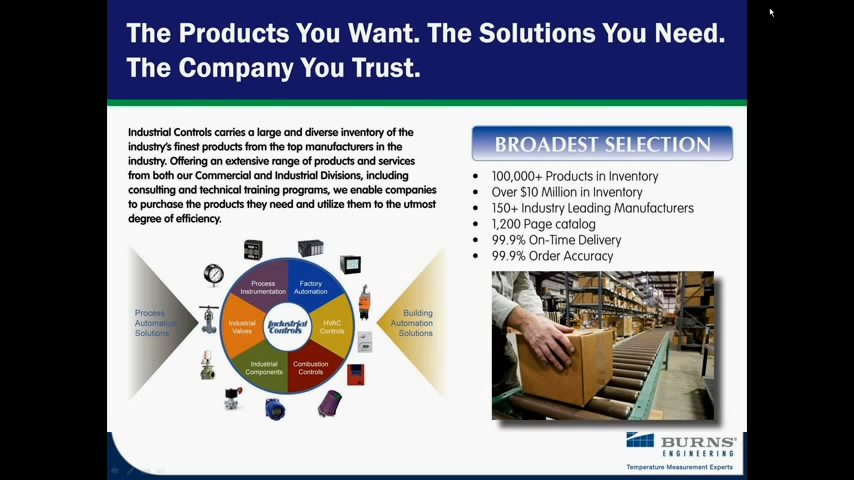 The Products You Want. The Solutions You Need.
The Company You Trust.
Industrial Controls carries a large and diverse inventory of the
industry's finest products from the top manufacturers in the
industry. Offering an extensive range of products and services
from both our Commercial and Industrial Divisions, including
consulting and technical training programs, we enable companies
to purchase the products they need and utilize them to the utmost
degree of efficiency.
BROADEST SELECTION
• 100,000+ Products in Inventory
• Over $10 Million in Inventory
• 150+ Industry Leading Manufacturers
• 1,200 Page catalog
• 99.9% On-Time Delivery
• 99.9% Order Accuracy
Process
Automation
Solutions
Process
Instrumentation
Factory
Automation
Industrial
Valves
Industrial
Controls
HVAC
Controls
Industrial
Components
Combustion
Controls
Building
Automation
Solutions
BURNS®
ENGINEERING
Temperature Measurement Experts